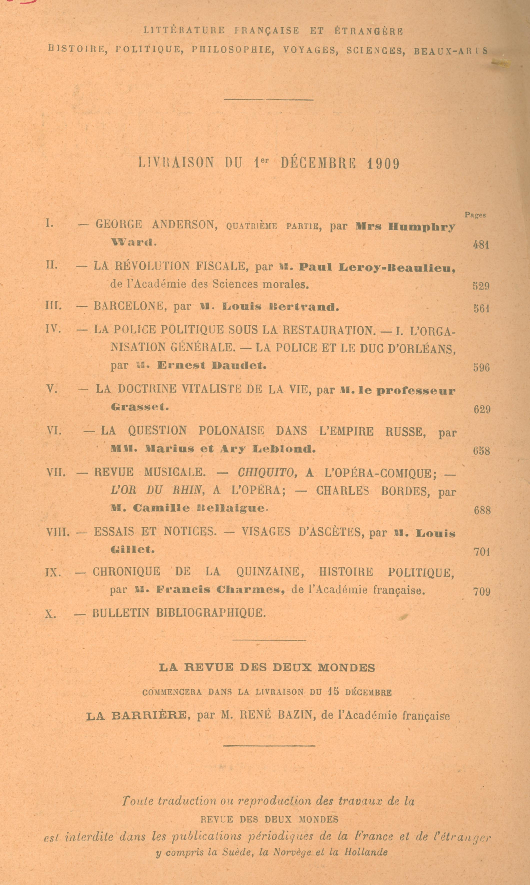 LITTÉRATURE FRANÇAISE ET ÉTRANGÈRE
HISTOIRE, POLITIQUE, PHILOSOPHIE, VOYAGES, SCIENCES, BEAUX-ARTS
LIVRAISON DU 1er DÉCEMBRE 1909
Pages
I. — GEORGE ANDERSON, QUATRIÈME PARTIE, par Mrs Humphry
Ward. 481
II. — LA RÉVOLUTION FISCALE, par M. Paul Leroy-Beaulieu,
de l'Académie des Sciences morales. 529
III. — BARCELONE, par M. Louis Bertrand. 561
IV. — LA POLICE POLITIQUE SOUS LA RESTAURATION. — I. L'ORGA-
NISATION GÉNÉRALE. — LA POLICE ET LE DUC D'ORLÉANS,
par M. Ernest Daudet. 596
V. — LA DOCTRINE VITALISTE DE LA VIE, par M. le professeur
Grasset. 629
VI. — LA QUESTION POLONAISE DANS L'EMPIRE RUSSE, par
MM. Marius et Ary Leblond. 658
VII. — REVUE MUSICALE. — CHIQUITO, A L'OPÉRA-COMIQUE; —
L'OR DU RHIN, A L'OPÉRA; — CHARLES BORDES, par
M. Camille Bellaigue. 688
VIII. — ESSAIS ET NOTICES. — VISAGES D'ASCÈTES, par M. Louis
Gillet. 701
IX. — CHRONIQUE DE LA QUINZAINE, HISTOIRE POLITIQUE,
par M. Francis Charmes, de l'Académie française. 709
X. — BULLETIN BIBLIOGRAPHIQUE.
LA REVUE DES DEUX MONDES
COMMENCERA DANS LA LIVRAISON DU 15 DÉCEMBRE
LA BARRIÈRE, par M. RENÉ BAZIN, de l'Académie française
Toute traduction ou reproduction des travaux de la
REVUE DES DEUX MONDES
est interdite dans les publications périodiques de la France et de l'étranger
y compris la Suède, la Norvège et la Hollande